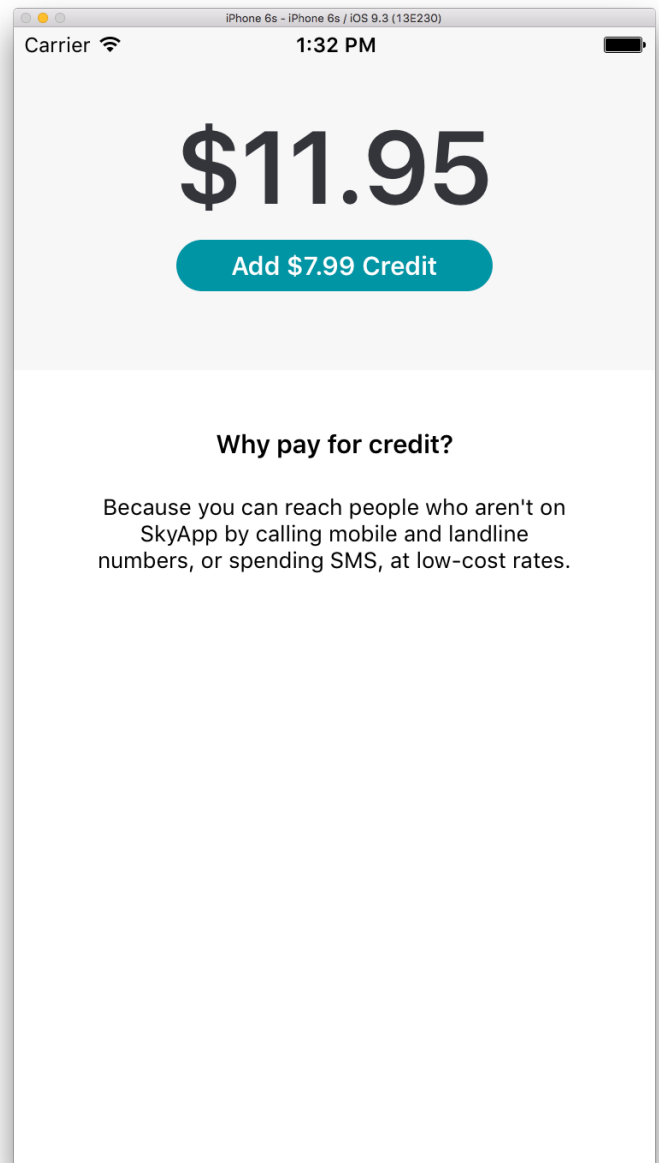 iPhone 6s - iPhone 6s / iOS 9.3 (13E230)
Carrier 1:32 PM
$11.95
Add $7.99 Credit
Why pay for credit?
Because you can reach people who aren't on
SkyApp by calling mobile and landline
numbers, or spending SMS, at low-cost rates.